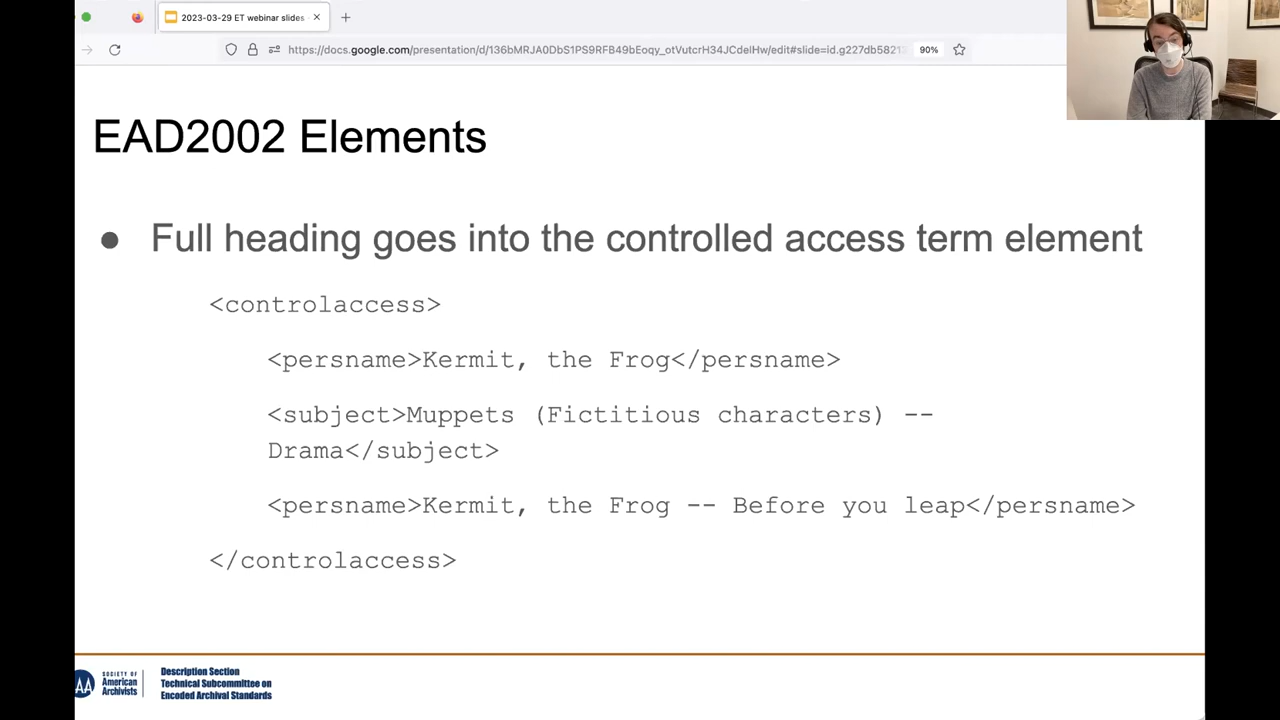 2023-03-29 ET webinar slides
https://docs.google.com/presentation/d/136bMRJA0DbS1PS9RFB49bEoqy_otVutcrH34JCdeIHw/edit#slide=id.g227db5821
90%
EAD2002 Elements
● Full heading goes into the controlled access term element
<controlaccess>
<persname>Kermit, the Frog</persname>
<subject>Muppets (Fictitious characters) --
Drama</subject>
<persname>Kermit, the Frog -- Before you leap</persname>
</controlaccess>
AA
SOCIETY OF
American
Archivists
Description Section
Technical Subcommittee on
Encoded Archival Standards